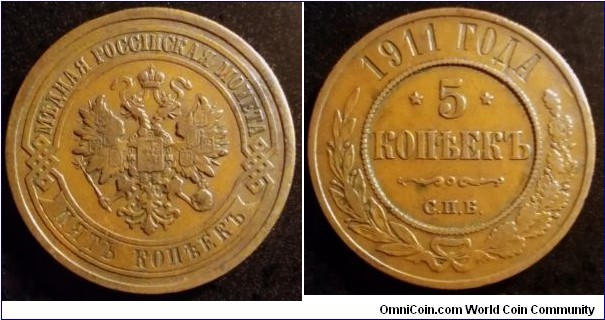 МѢДНАЯ РОССІЙСКАЯ МОНЕТА
ПЯТЬ КОПѢЕКЪ
1911 ГОДА
* 5 *
КОПѢЕКЪ
С.П.Б.
OmniCoin.com World Coin Community